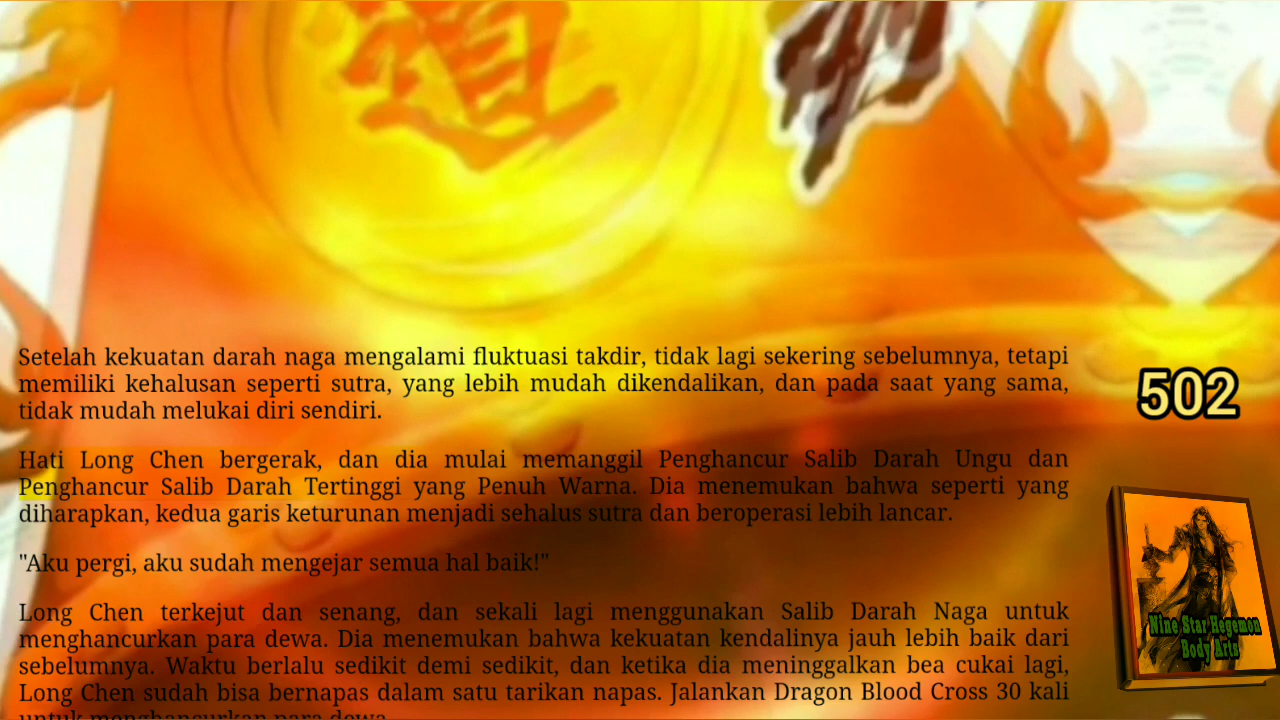 道
Setelah kekuatan darah naga mengalami fluktuasi takdir, tidak lagi sekering sebelumnya, tetapi
memiliki kehalusan seperti sutra, yang lebih mudah dikendalikan, dan pada saat yang sama,
tidak mudah melukai diri sendiri.
Hati Long Chen bergerak, dan dia mulai memanggil Penghancur Salib Darah Ungu dan
Penghancur Salib Darah Tertinggi yang Penuh Warna. Dia menemukan bahwa seperti yang
diharapkan, kedua garis keturunan menjadi sehalus sutra dan beroperasi lebih lancar.
"Aku pergi, aku sudah mengejar semua hal baik!"
Long Chen terkejut dan senang, dan sekali lagi menggunakan Salib Darah Naga untuk
menghancurkan para dewa. Dia menemukan bahwa kekuatan kendalinya jauh lebih baik dari
sebelumnya. Waktu berlalu sedikit demi sedikit, dan ketika dia meninggalkan bea cukai lagi,
Long Chen sudah bisa bernapas dalam satu tarikan napas. Jalankan Dragon Blood Cross 30 kali
untuk menghancurkan para dewa.
502
Nine Star Hegemon
Body Arts